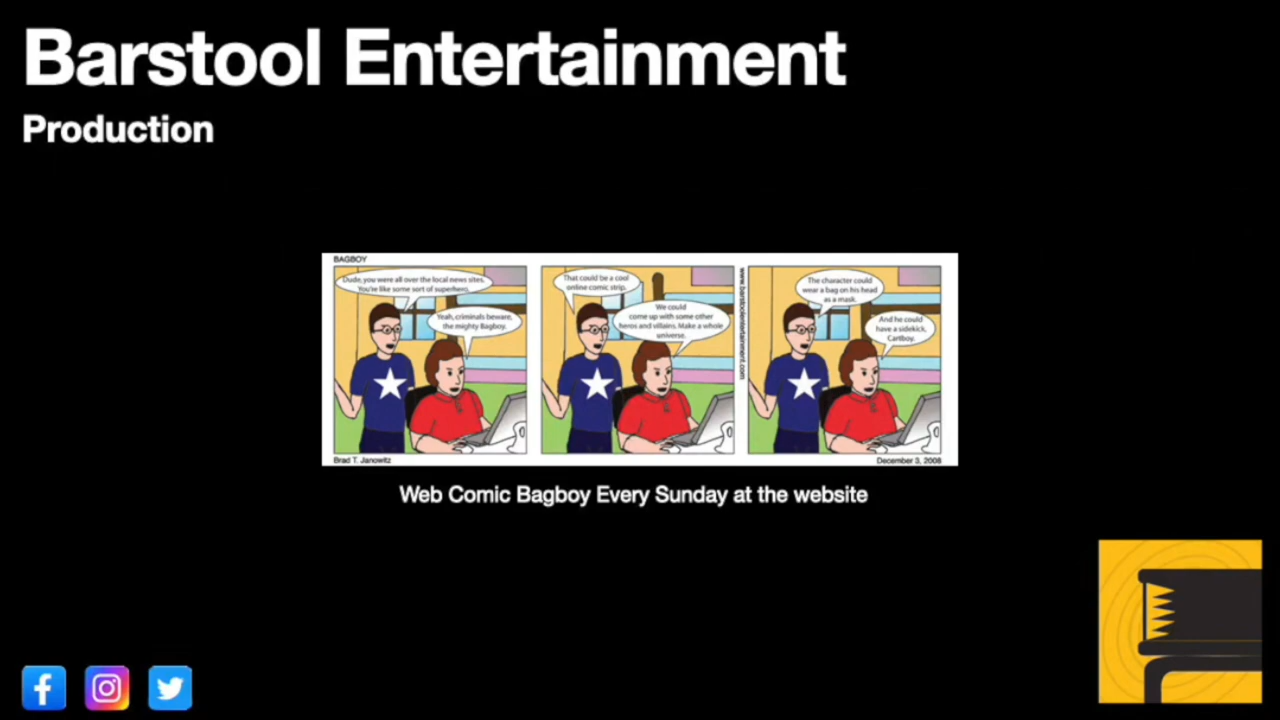 Barstool Entertainment
Production
BAGBOY
Dude, you were all over the local news sites.
You're like some sort of superhero.
Yeah, criminals beware,
the mighty Bagboy.
That could be a cool
online comic strip.
We could
come up with some other
heros and villains. Make a whole
universe.
www.barstoolentertainment.com
The character could
wear a bag on his head
as a mask.
And he could
have a sidekick,
Cartboy.
Brad T. Janowitz
December 3, 2008
Web Comic Bagboy Every Sunday at the website